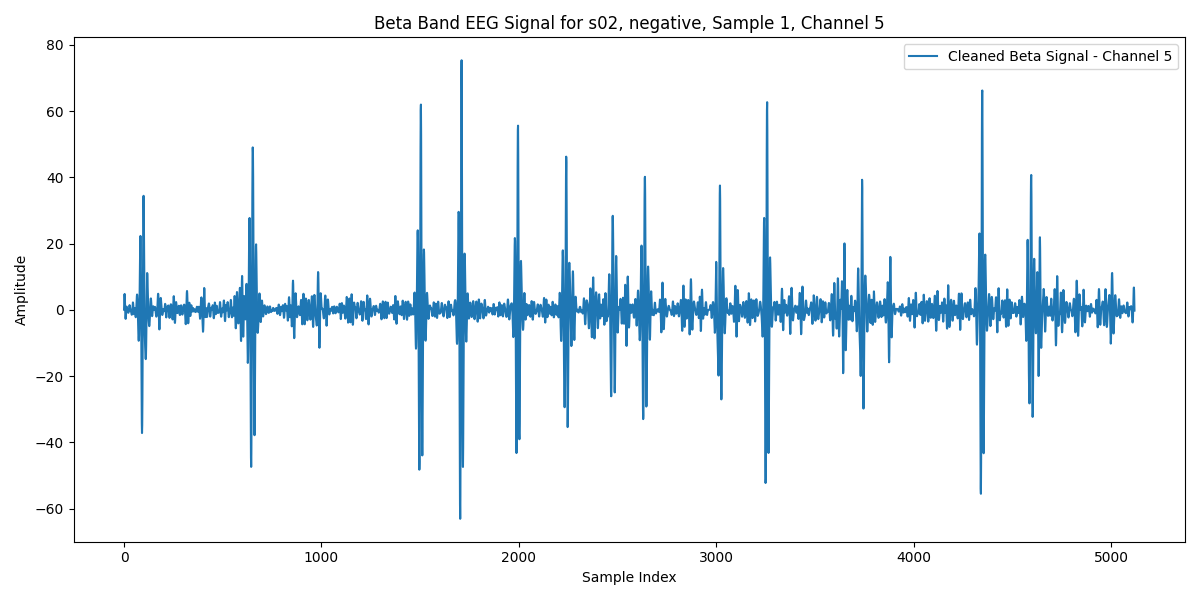 Beta Band EEG Signal for s02, negative, Sample 1, Channel 5
Cleaned Beta Signal - Channel 5
Amplitude
80
60
40
20
0
−20
−40
−60
0 1000 2000 3000 4000 5000
Sample Index